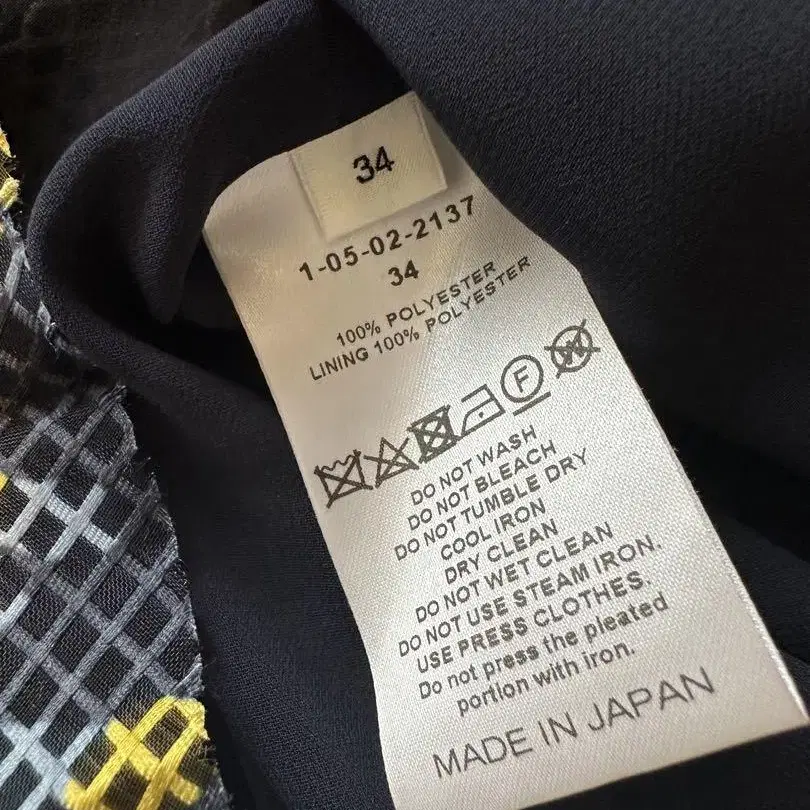 34
1-05-02-2137
34
100% POLYESTER
LINING 100% POLYESTER
F
W
DO NOT WASH
DO NOT BLEACH
DO NOT TUMBLE DRY
COOL IRON
DRY CLEAN
DO NOT WET CLEAN
DO NOT USE STEAM IRON.
USE PRESS CLOTHES.
Do not press the pleated
portion with iron.
MADE IN JAPAN